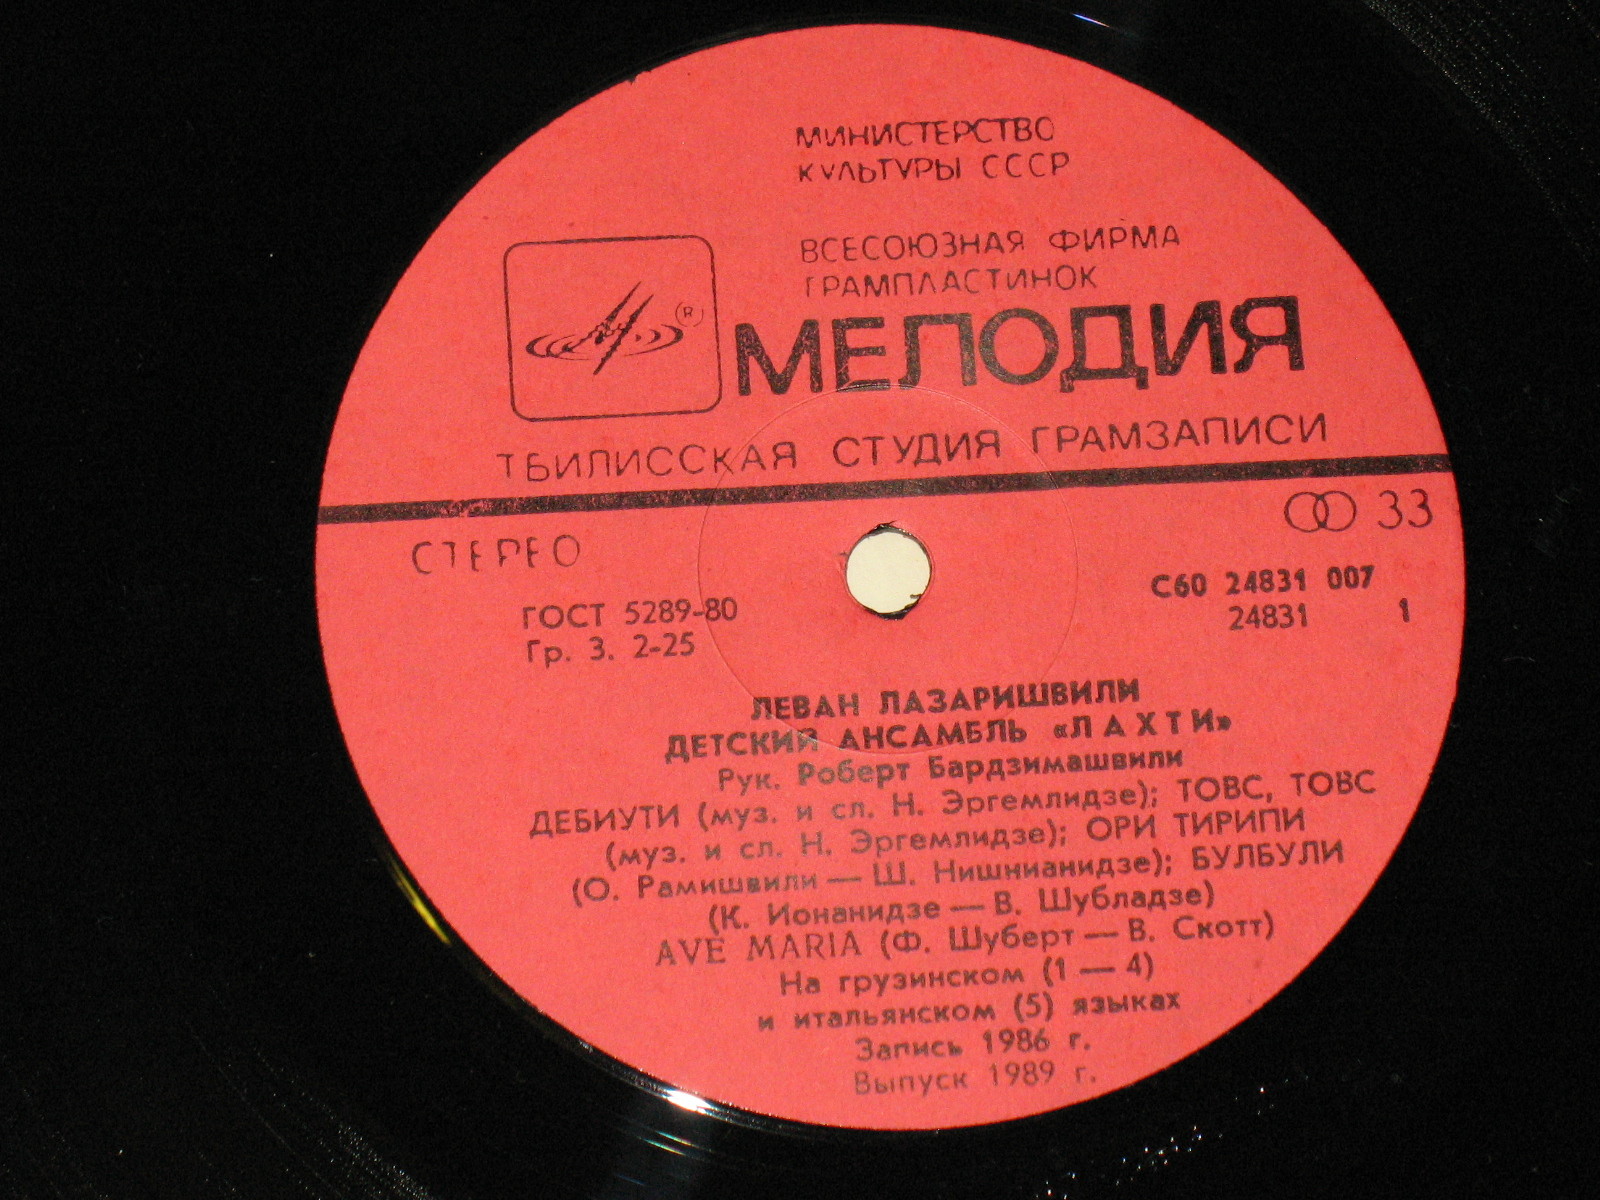 МИНИСТЕРСТВО
КУЛЬТУРЫ СССР
ВСЕСОЮЗНАЯ ФИРМА
ГРАМПЛАСТИНОК
®
МЕЛОДИЯ
ТБИЛИССКАЯ СТУДИЯ ГРАМЗАПИСИ
33
СТЕРЕО
ГОСТ 5289-80
Гр. 3. 2-25
С60 24831 007
24831 1
ЛЕВАН ЛАЗАРИШВИЛИ
ДЕТСКИЙ АНСАМБЛЬ «ЛАХТИ»
Рук. Роберт Бардзимашвили
ДЕБИУТИ (муз. и сл. Н. Эргемлидзе); ТОВС, ТОВС
(муз. и сл. Н. Эргемлидзе); ОРИ ТИРИПИ
(О. Рамишвили — Ш. Нишнианидзе); БУЛБУЛИ
(К. Ионанидзе — В. Шубладзе)
AVE MARIA (Ф. Шуберт — В. Скотт)
На грузинском (1 — 4)
и итальянском (5) языках
Запись 1986 г.
Выпуск 1989 г.